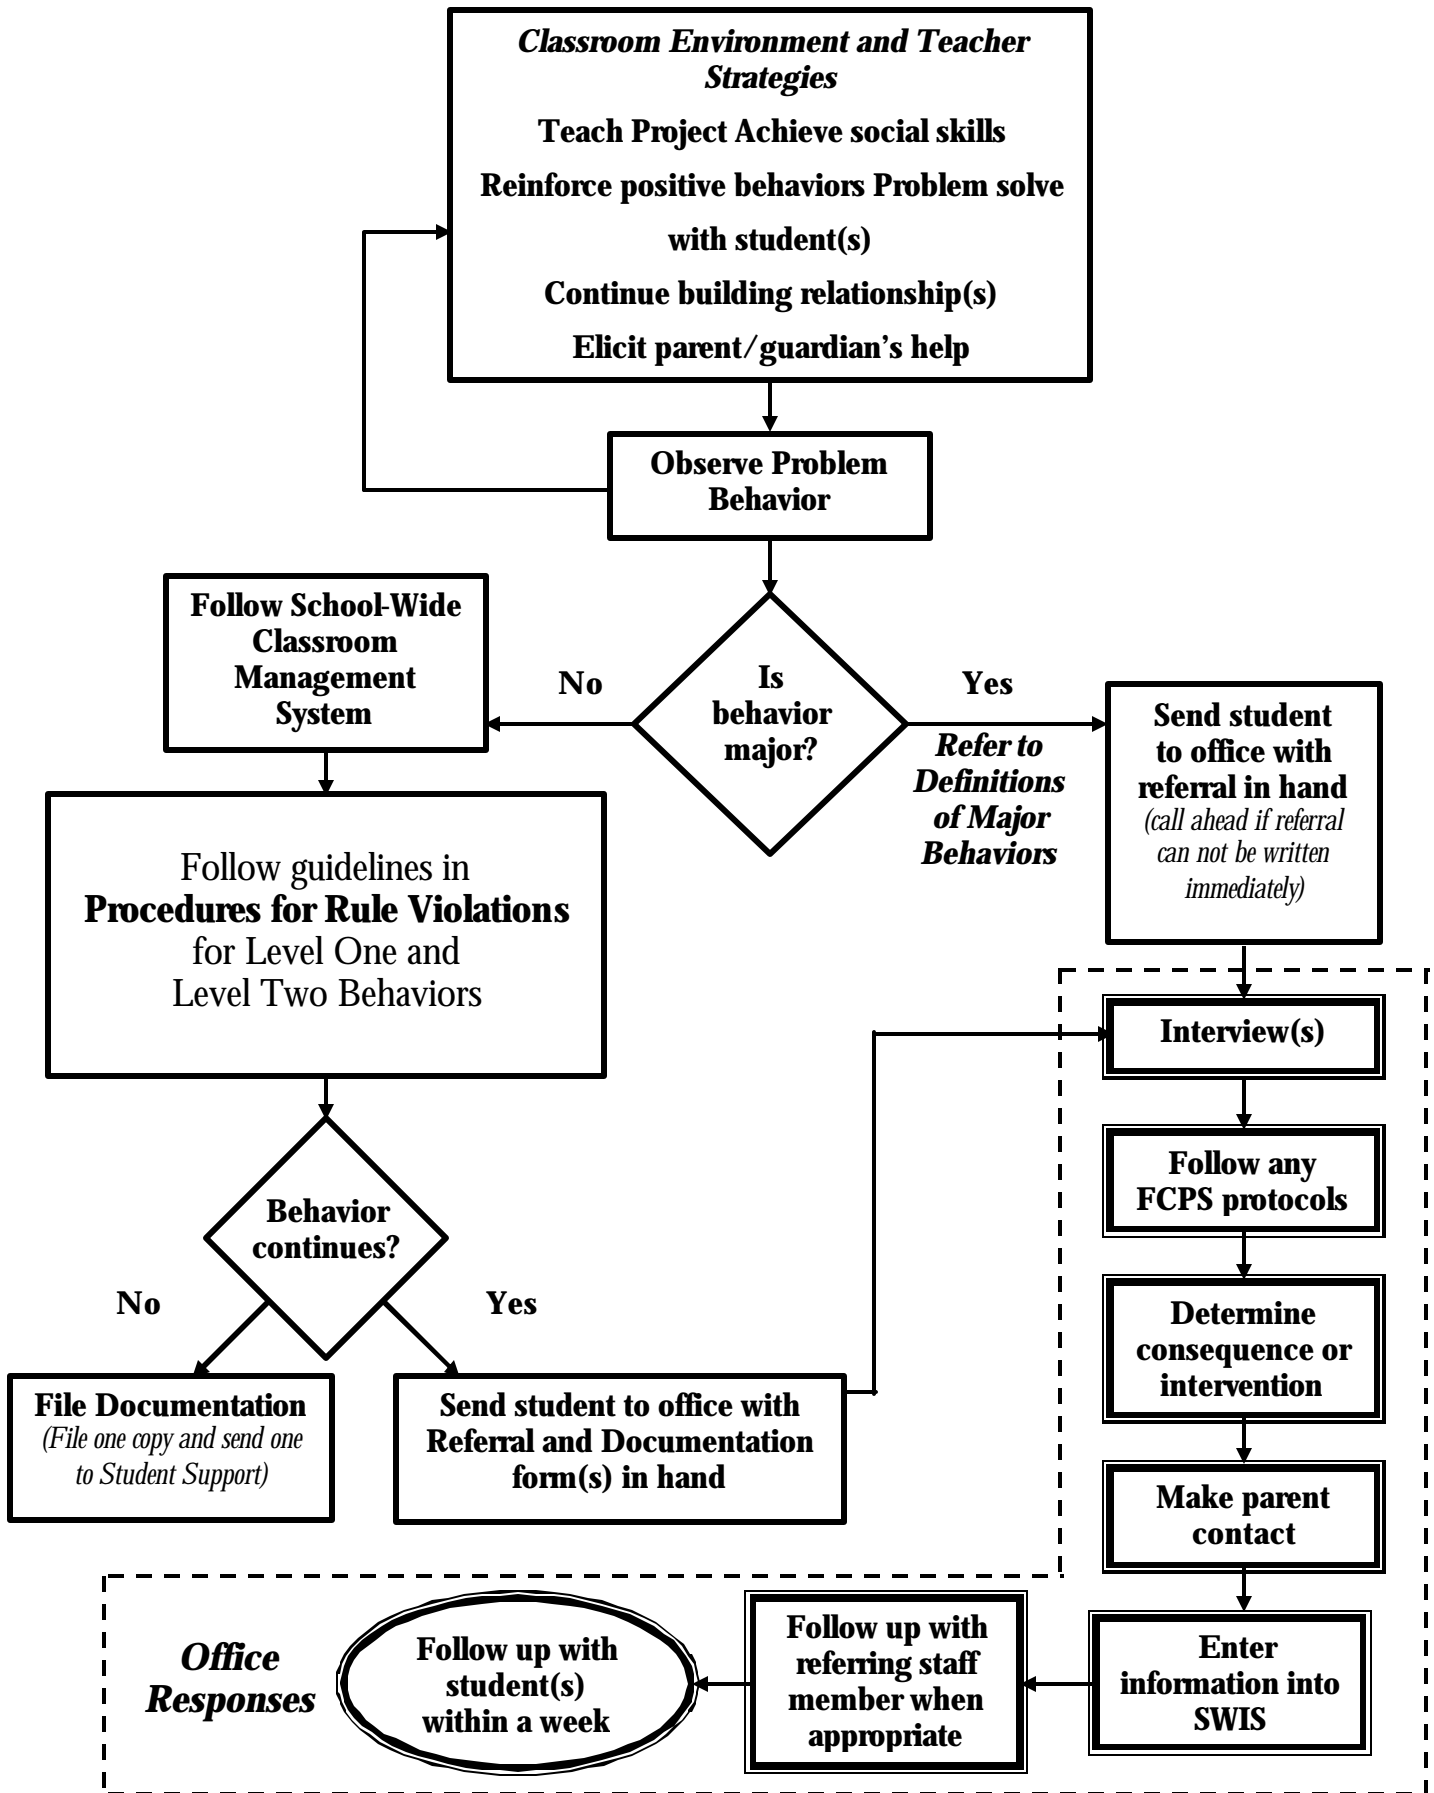 Classroom Environment and Teacher
Strategies
Teach Project Achieve social skills
Reinforce positive behaviors Problem solve
with student(s)
Continue building relationship(s)
Elicit parent/guardian’s help
Observe Problem
Behavior
Follow School-Wide
Classroom
Management
System
No
Is
behavior
major?
Yes
Refer to
Definitions
of Major
Behaviors
Send student
to office with
referral in hand
(call ahead if referral
can not be written
immediately)
Follow guidelines in
Procedures for Rule Violations
for Level One and
Level Two Behaviors
Interview(s)
Follow any
FCPS protocols
Behavior
continues?
No
Yes
Determine
consequence or
intervention
File Documentation
(File one copy and send one
to Student Support)
Send student to office with
Referral and Documentation
form(s) in hand
Make parent
contact
Office
Responses
Follow up with
student(s)
within a week
Follow up with
referring staff
member when
appropriate
Enter
information into
SWIS